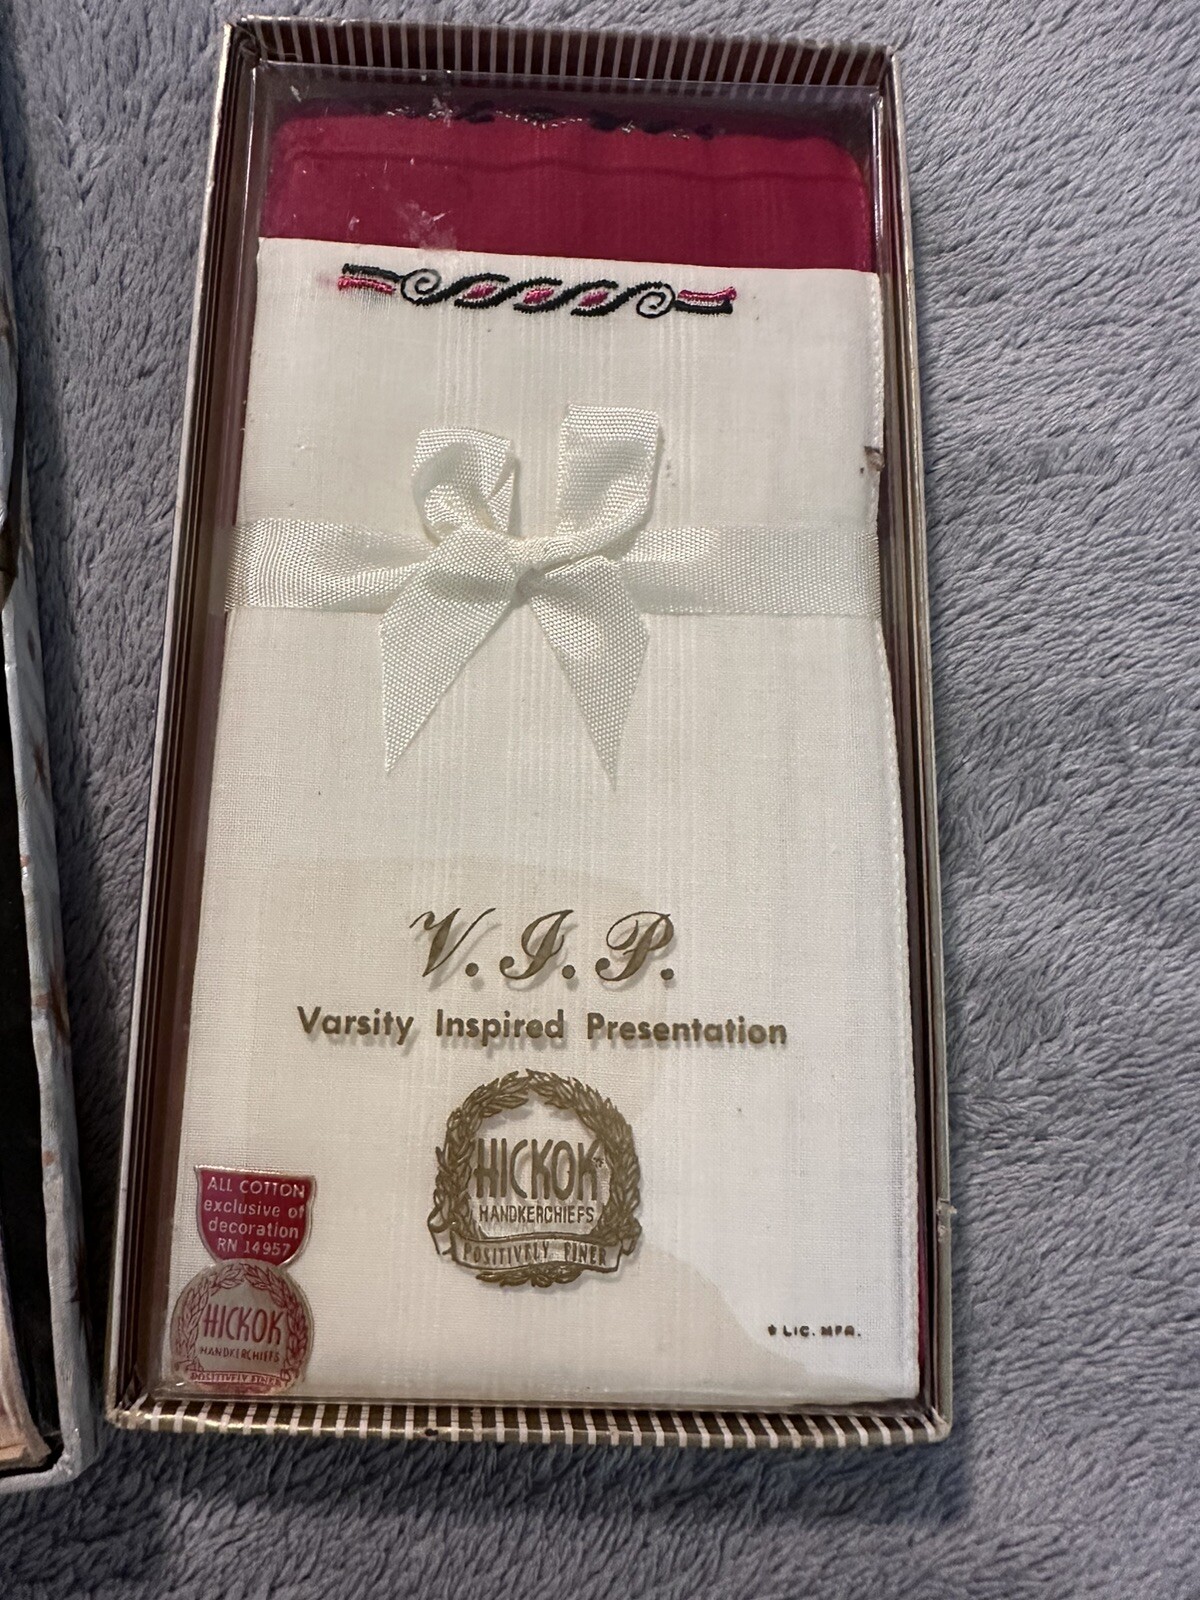 V.I.P.
Varsity Inspired Presentation
HICKOK
HANDKERCHIEFS
POSITIVELY FINER
ALL COTTON
exclusive of
decoration
RN 14957
HICKOK
HANDKERCHIEFS
POSITIVELY FINER
* LIC. MFR.